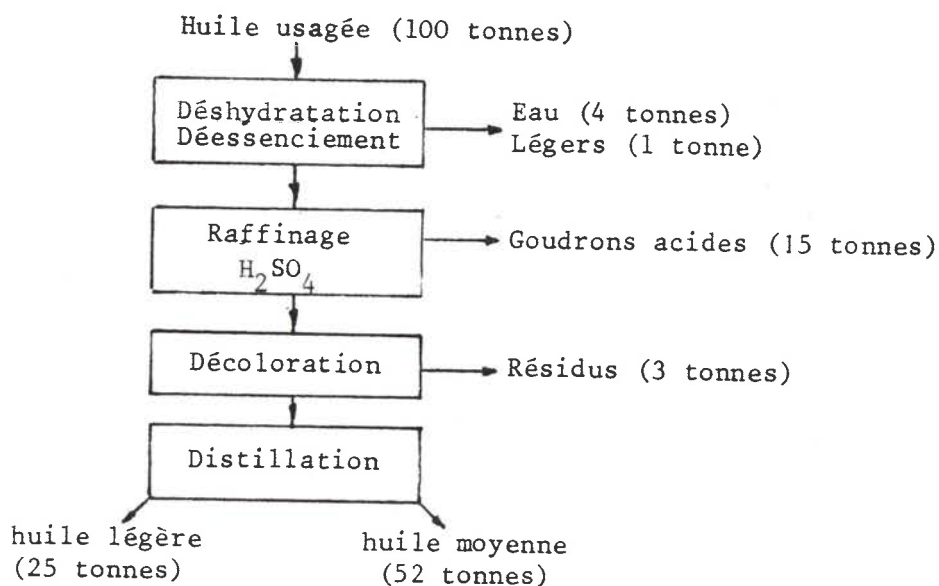 Huile usagée (100 tonnes)
Déshydratation
Déessenciement
Eau (4 tonnes)
Légers (1 tonne)
Raffinage
H2SO4
Goudrons acides (15 tonnes)
Décoloration
Résidus (3 tonnes)
Distillation
huile légère
(25 tonnes)
huile moyenne
(52 tonnes)